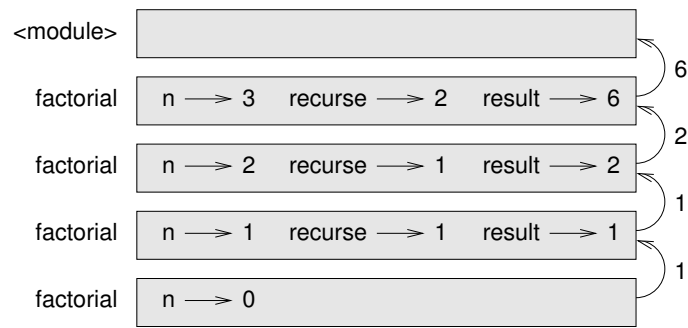 <module>
6
factorial n 3 recurse 2 result 6
2
factorial n 2 recurse 1 result 2
1
factorial n 1 recurse 1 result 1
1
factorial n 0